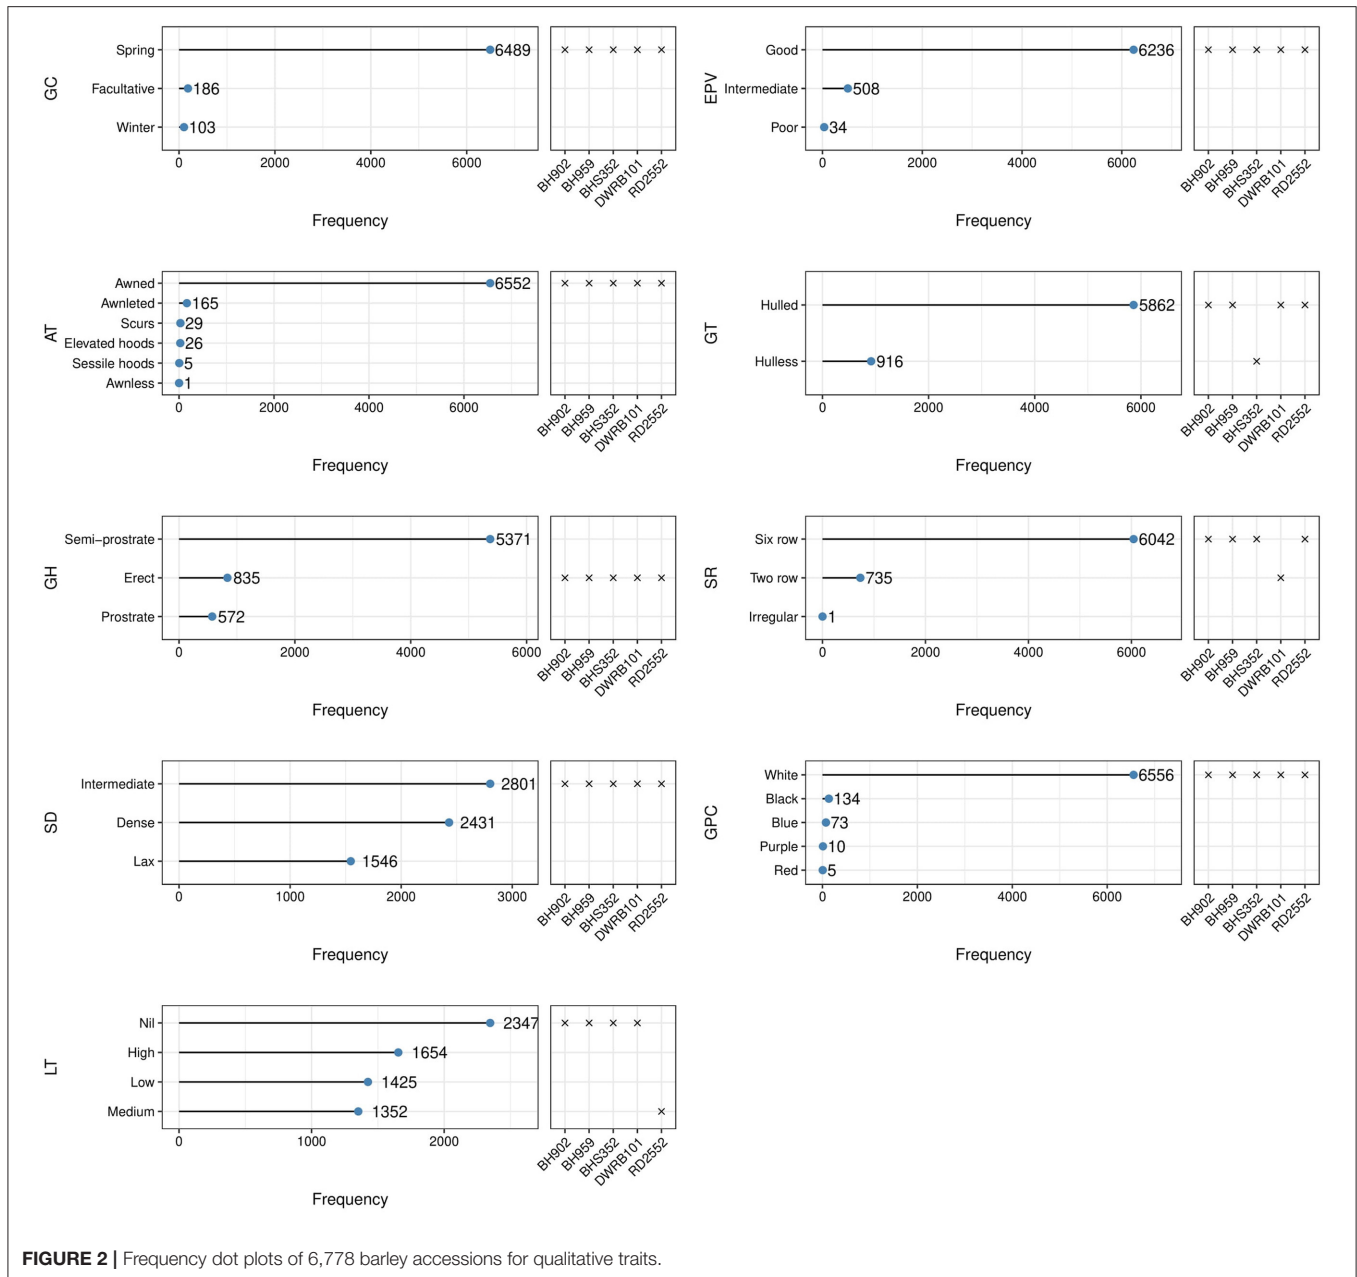 GC
Spring 6489
Facultative 186
Winter 103
0 2000 4000 6000
BH902 BH959 BHS352 DWRB101 RD2552
Frequency
EPV
Good 6236
Intermediate 508
Poor 34
0 2000 4000 6000
BH902 BH959 BHS352 DWRB101 RD2552
Frequency
AT
Awned 6552
Awnleted 165
Scurs 29
Elevated hoods 26
Sessile hoods 5
Awnless 1
0 2000 4000 6000
BH902 BH959 BHS352 DWRB101 RD2552
Frequency
GT
Hulled 5862
Hulless 916
0 2000 4000 6000
BH902 BH959 BHS352 DWRB101 RD2552
Frequency
GH
Semi−prostrate 5371
Erect 835
Prostrate 572
0 2000 4000 6000
BH902 BH959 BHS352 DWRB101 RD2552
Frequency
SR
Six row 6042
Two row 735
Irregular 1
0 2000 4000 6000
BH902 BH959 BHS352 DWRB101 RD2552
Frequency
SD
Intermediate 2801
Dense 2431
Lax 1546
0 1000 2000 3000
BH902 BH959 BHS352 DWRB101 RD2552
Frequency
GPC
White 6556
Black 134
Blue 73
Purple 10
Red 5
0 2000 4000 6000
BH902 BH959 BHS352 DWRB101 RD2552
Frequency
LT
Nil 2347
High 1654
Low 1425
Medium 1352
0 1000 2000
BH902 BH959 BHS352 DWRB101 RD2552
Frequency
FIGURE 2 | Frequency dot plots of 6,778 barley accessions for qualitative traits.